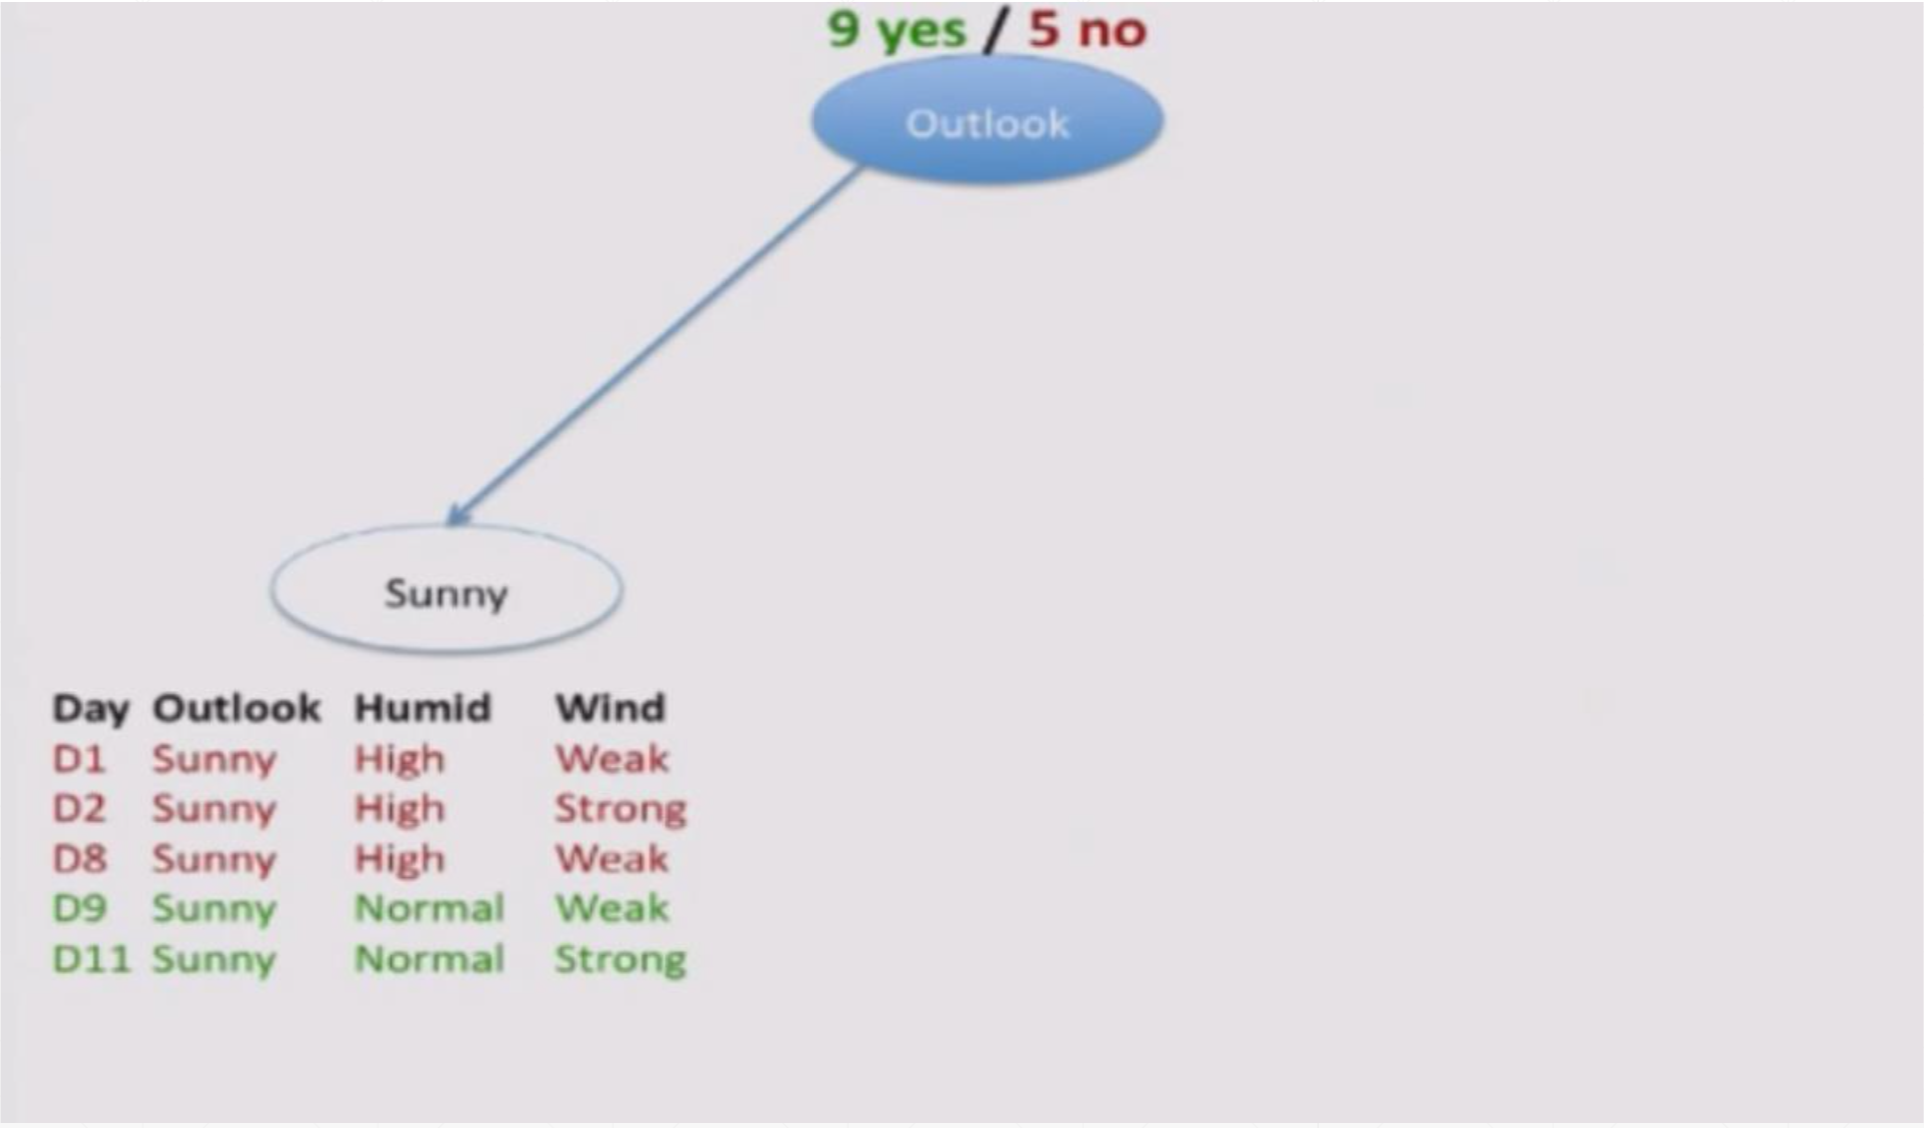 9 yes / 5 no
Outlook
Sunny
Day Outlook Humid Wind
D1 Sunny High Weak
D2 Sunny High Strong
D8 Sunny High Weak
D9 Sunny Normal Weak
D11 Sunny Normal Strong